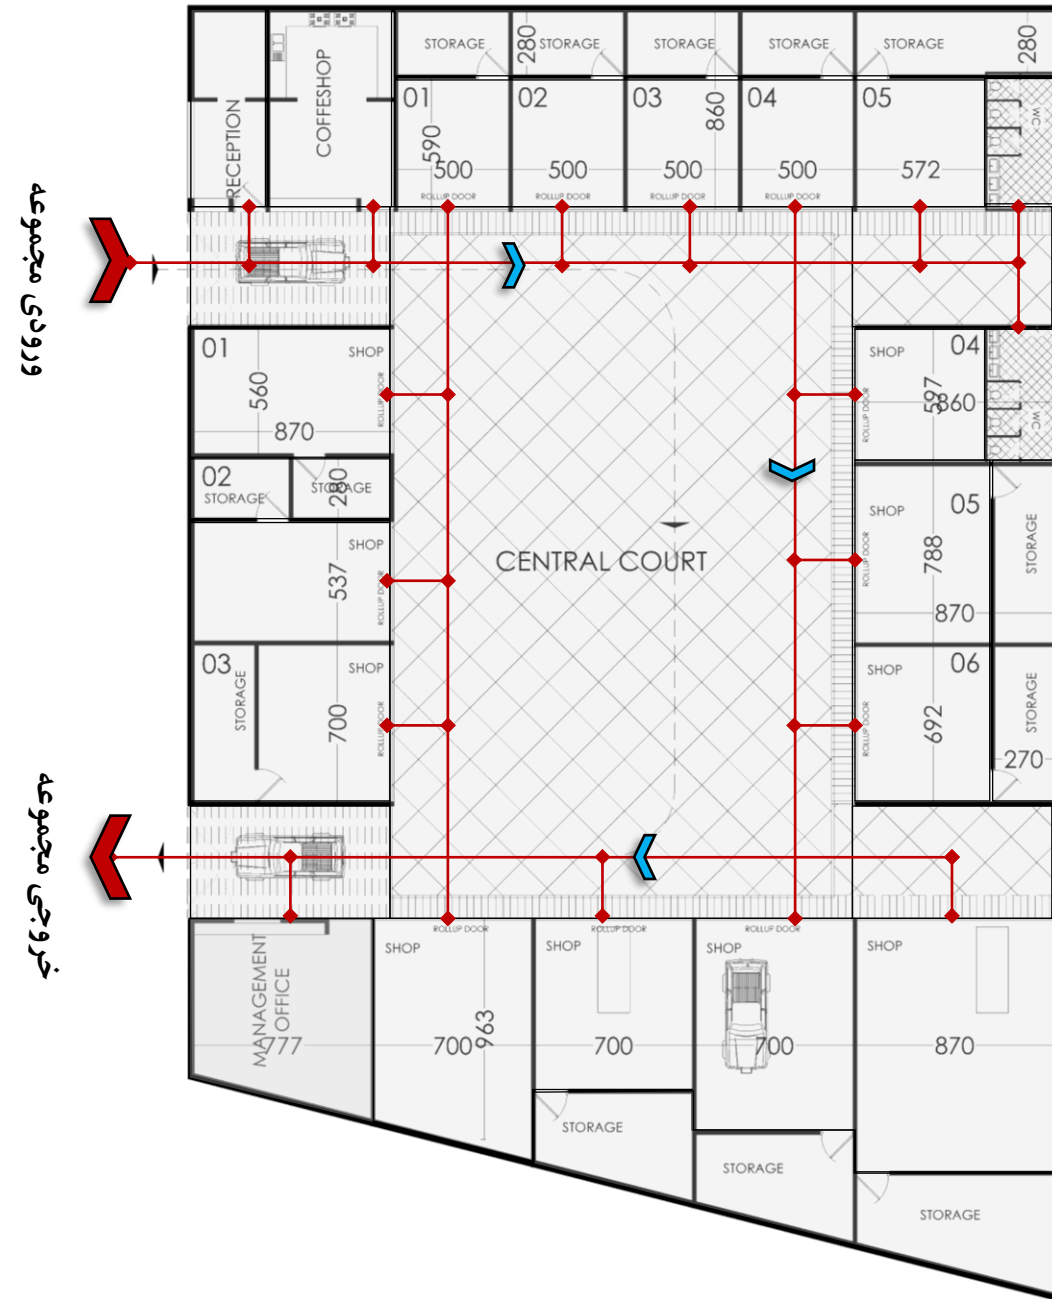 STORAGE
STORAGE
STORAGE
STORAGE
STORAGE
280
280
COFFESHOP
RECEPTION
01
02
03
04
05
590
860
500
500
500
500
572
WC
ROLLUP DOOR
ROLLUP DOOR
ROLLUP DOOR
ROLLUP DOOR
ورودی مجموعه
01
SHOP
560
870
ROLLUP DOOR
02
STORAGE
STORAGE
280
SHOP
537
ROLLUP DOOR
03
STORAGE
SHOP
700
ROLLUP DOOR
CENTRAL COURT
SHOP
04
597
860
ROLLUP DOOR
WC
SHOP
05
788
870
ROLLUP DOOR
STORAGE
SHOP
06
692
ROLLUP DOOR
STORAGE
270
خروجی مجموعه
MANAGEMENT
OFFICE
777
ROLLUP DOOR
SHOP
963
700
ROLLUP DOOR
SHOP
700
STORAGE
ROLLUP DOOR
SHOP
700
STORAGE
SHOP
870
STORAGE